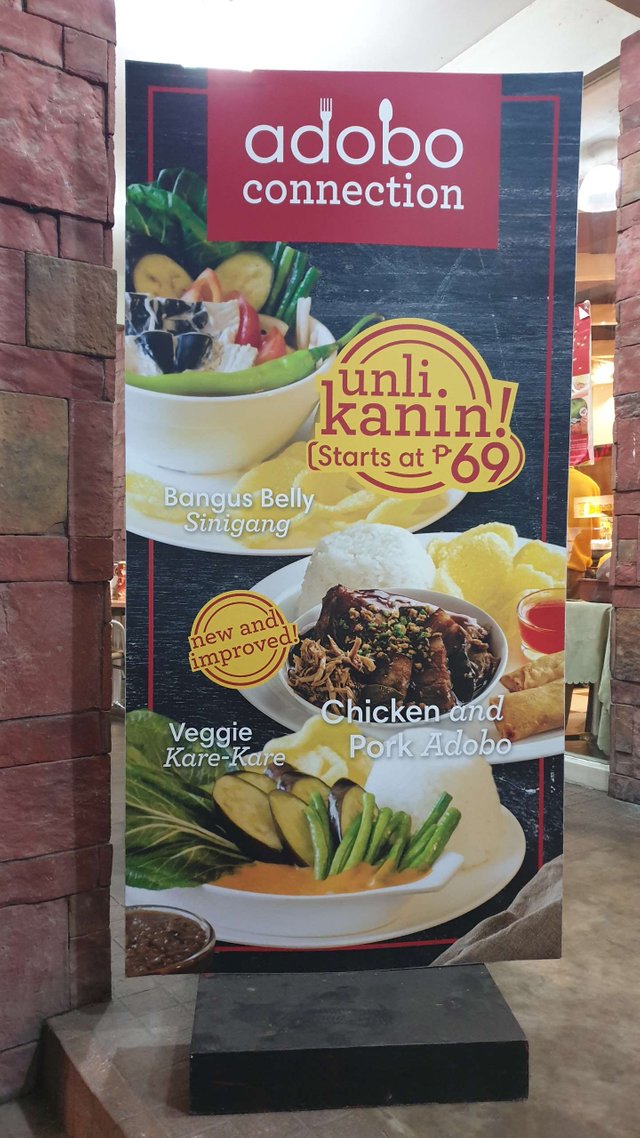 adobo
connection
unli
kanin!
(Starts at ₱69
Bangus Belly
Sinigang
new and
improved!
Chicken and
Pork Adobo
Veggie
Kare-Kare